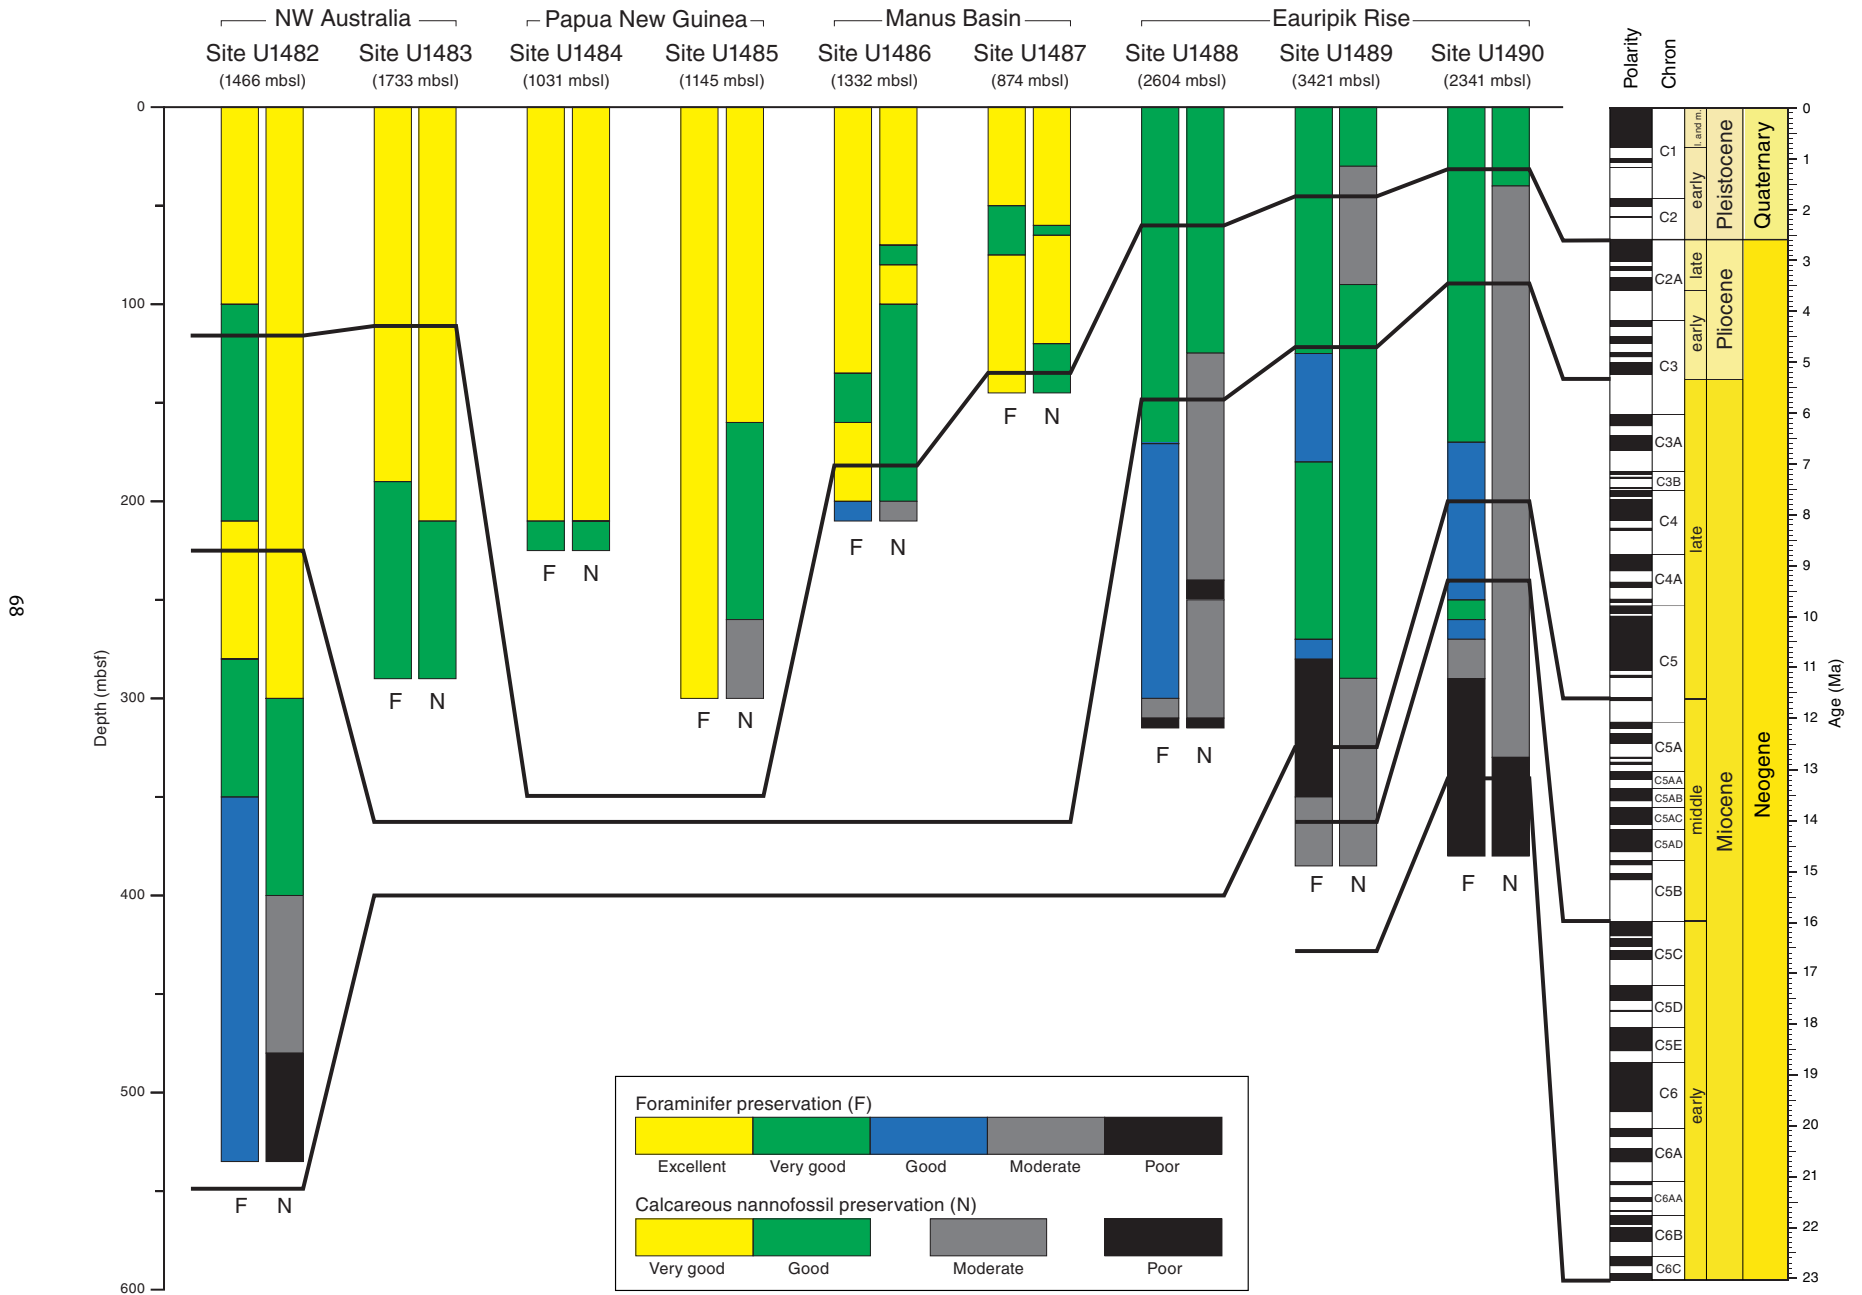 NW Australia
Papua New Guinea
Manus Basin
Eauripik Rise
Site U1482
(1466 mbsl)
Site U1483
(1733 mbsl)
Site U1484
(1031 mbsl)
Site U1485
(1145 mbsl)
Site U1486
(1332 mbsl)
Site U1487
(874 mbsl)
Site U1488
(2604 mbsl)
Site U1489
(3421 mbsl)
Site U1490
(2341 mbsl)
Polarity
Chron
0
100
200
300
400
500
600
Depth (mbsf)
68
F N
F N
F N
F N
F N
F N
F N
F N
F N
Foraminifer preservation (F)
Excellent
Very good
Good
Moderate
Poor
Calcareous nannofossil preservation (N)
Very good
Good
Moderate
Poor
C1
C2
C2A
C3
C3A
C3B
C4
C4A
C5
C5A
C5AA
C5AB
C5AC
C5AD
C5B
C5C
C5D
C5E
C6
C6A
C6AA
C6B
C6C
l. and m.
early
late
early
late
middle
early
Pleistocene
Pliocene
Miocene
Quaternary
Neogene
0
1
2
3
4
5
6
7
8
9
10
11
12
13
14
15
16
17
18
19
20
21
22
23
Age (Ma)